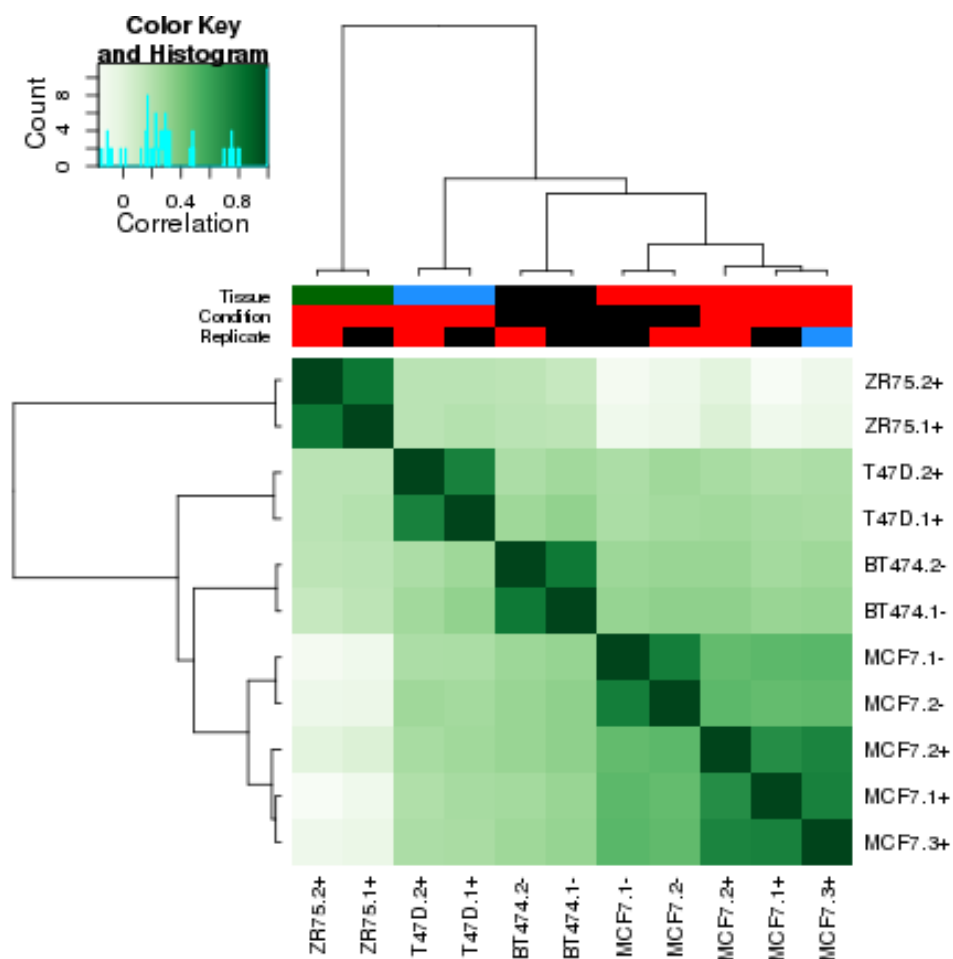 Color Key
and Histogram
Count
0
4
8
0
0.4
0.8
Correlation
Tissue
Condition
Replicate
ZR75.2+
ZR75.1+
T47D.2+
T47D.1+
BT474.2-
BT474.1-
MCF7.1-
MCF7.2-
MCF7.2+
MCF7.1+
MCF7.3+
ZR75.2+
ZR75.1+
T47D.2+
T47D.1+
BT474.2-
BT474.1-
MCF7.1-
MCF7.2-
MCF7.2+
MCF7.1+
MCF7.3+